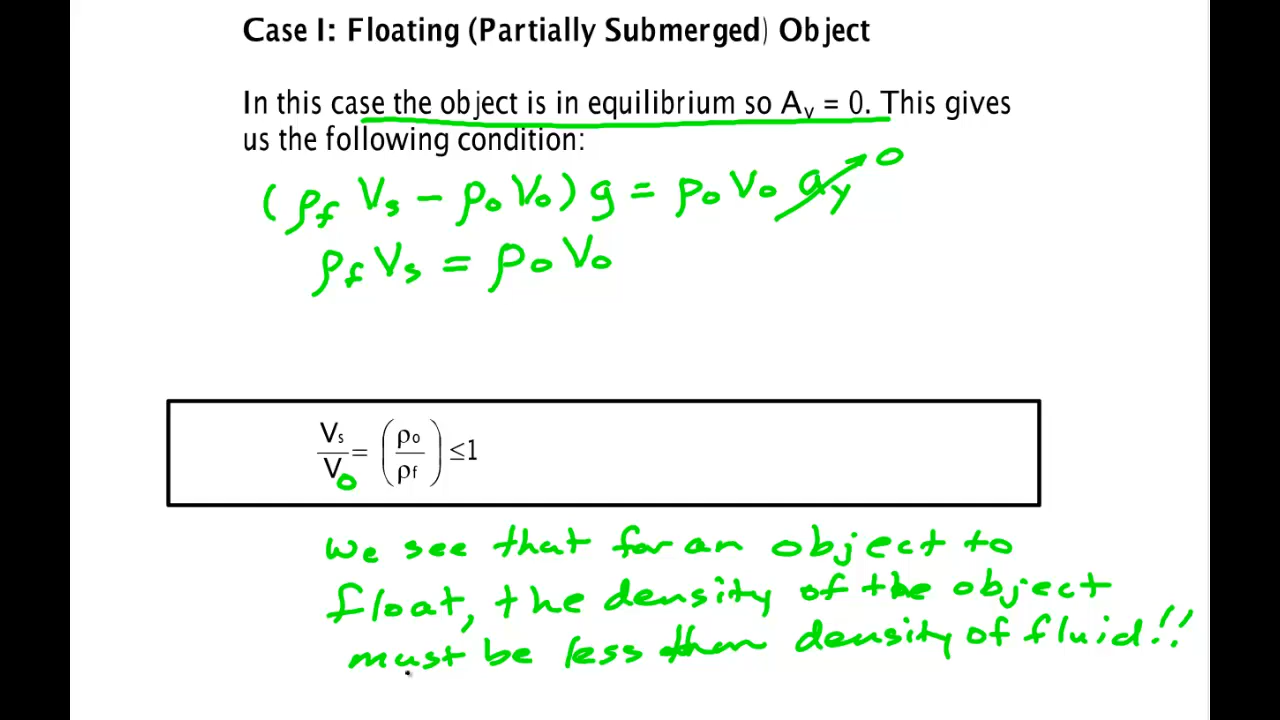 Case I: Floating (Partially Submerged) Object
In this case the object is in equilibrium so Ay = 0. This gives
us the following condition:
(ρf Vs - ρo Vo) g = ρo Vo ay → 0
ρf Vs = ρo Vo
Vs/Vo = (ρo/ρf) ≤ 1
We see that for an object to
float, the density of the object
must be less than density of fluid!!